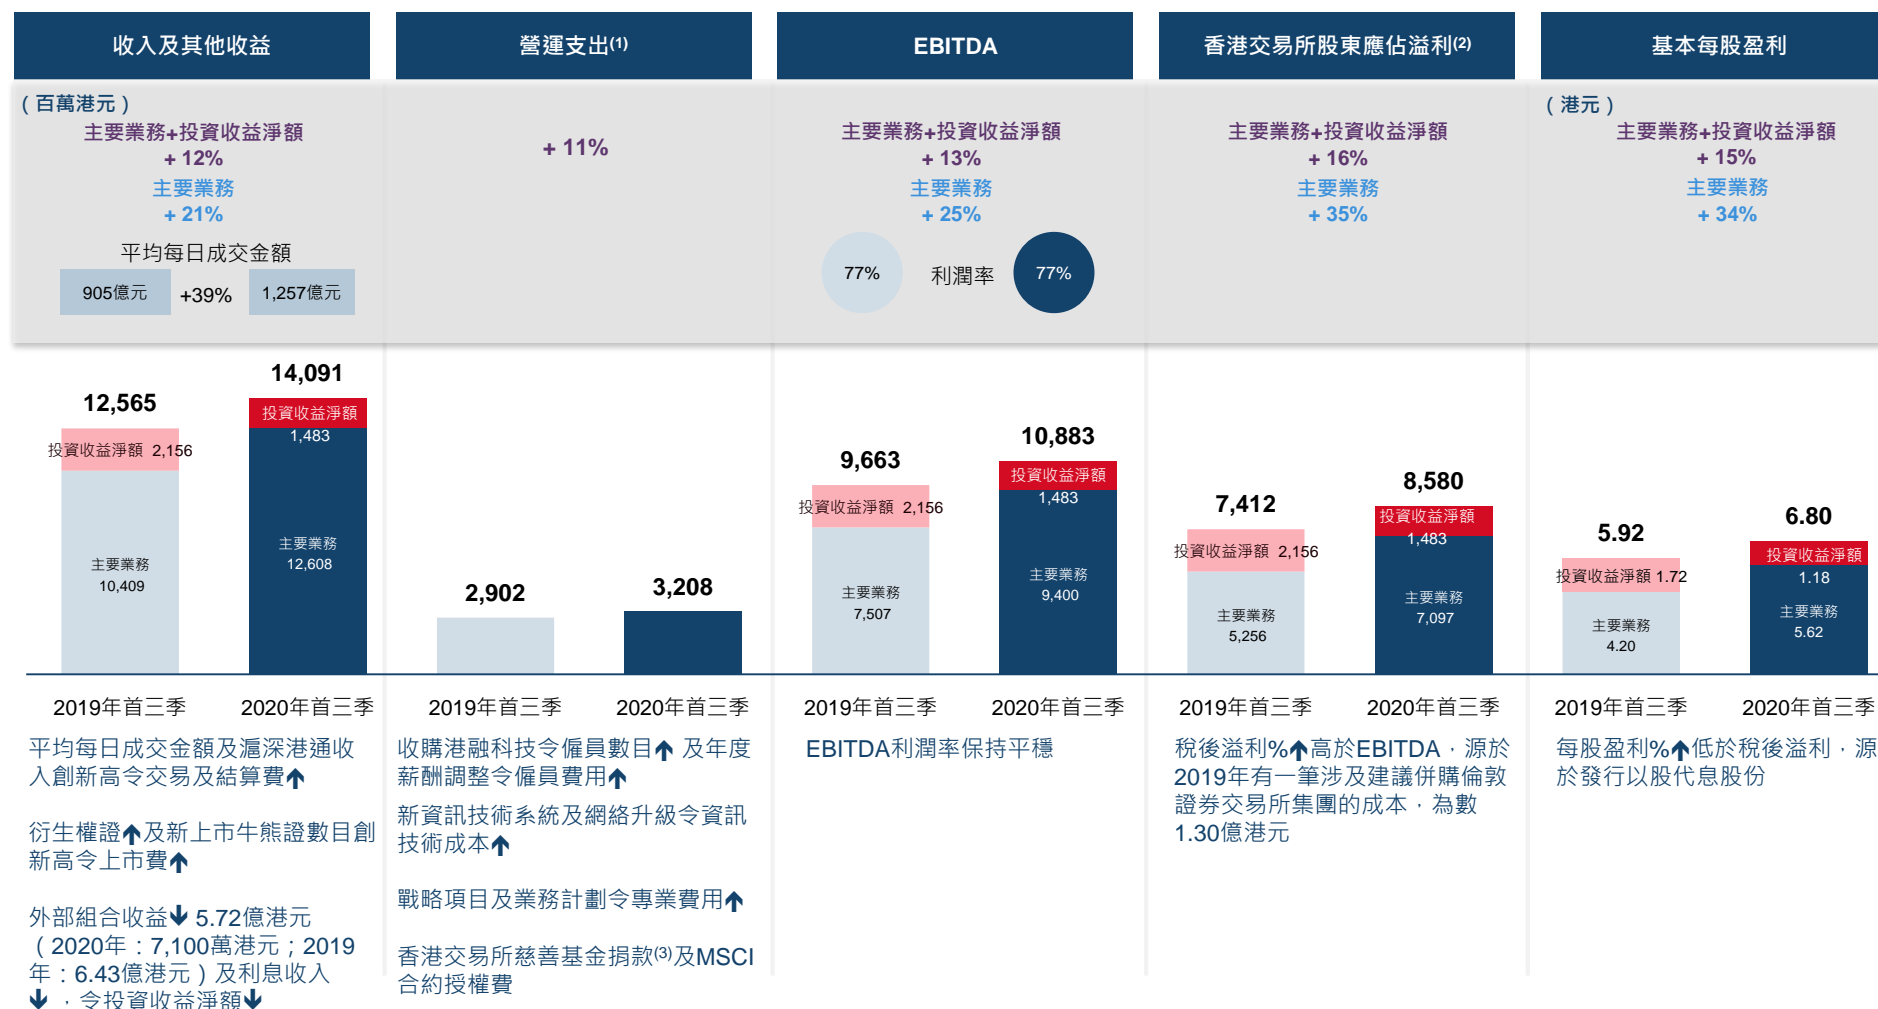 收入及其他收益
營運支出(1)
EBITDA
香港交易所股東應佔溢利(2)
基本每股盈利
(百萬港元)
主要業務+投資收益淨額
+ 12%
主要業務
+ 21%
平均每日成交金額
905億元
+39%
1,257億元
+ 11%
主要業務+投資收益淨額
+ 13%
主要業務
+ 25%
77%
利潤率
77%
主要業務+投資收益淨額
+ 16%
主要業務
+ 35%
(港元)
主要業務+投資收益淨額
+ 15%
主要業務
+ 34%
12,565
投資收益淨額 2,156
主要業務
10,409
14,091
投資收益淨額
1,483
主要業務
12,608
2,902
3,208
9,663
投資收益淨額 2,156
主要業務
7,507
10,883
投資收益淨額
1,483
主要業務
9,400
7,412
投資收益淨額 2,156
主要業務
5,256
8,580
投資收益淨額
1,483
主要業務
7,097
5.92
投資收益淨額 1.72
主要業務
4.20
6.80
投資收益淨額
1.18
主要業務
5.62
2019年首三季
2020年首三季
2019年首三季
2020年首三季
2019年首三季
2020年首三季
2019年首三季
2020年首三季
2019年首三季
2020年首三季
平均每日成交金額及滬深港通收
入創新高令交易及結算費↑
衍生權證↑及新上市牛熊證數目創
新高令上市費↑
外部組合收益↓ 5.72億港元
(2020年：7,100萬港元；2019
年：6.43億港元)及利息收入
↓，令投資收益淨額↓
收購港融科技令僱員數目↑ 及年度
薪酬調整令僱員費用↑
新資訊技術系統及網絡升級令資訊
技術成本↑
戰略項目及業務計劃令專業費用↑
香港交易所慈善基金捐款(3)及MSCI
合約授權費
EBITDA利潤率保持平穩
稅後溢利%↑高於EBITDA，源於
2019年有一筆涉及建議併購倫敦
證券交易所集團的成本，為數
1.30億港元
每股盈利%↑低於稅後溢利，源
於發行以股代息股份